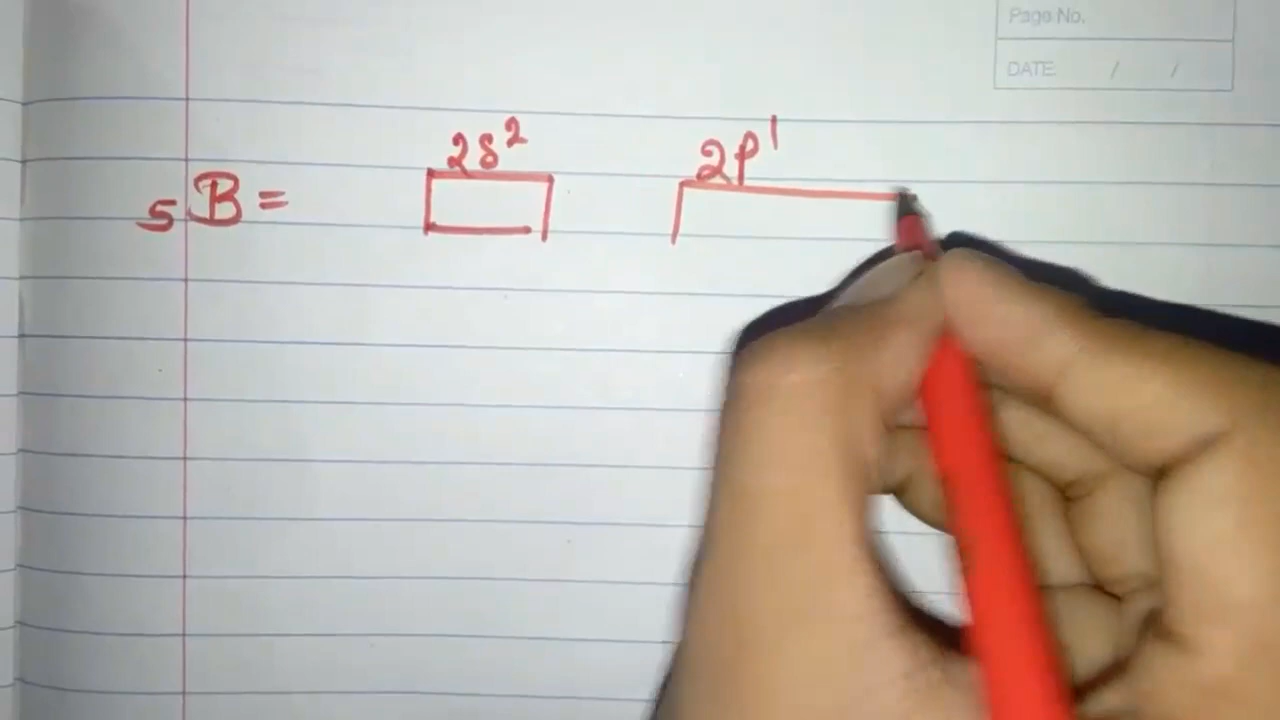 Page No.
DATE: / /
2s² 2p¹
₅B =